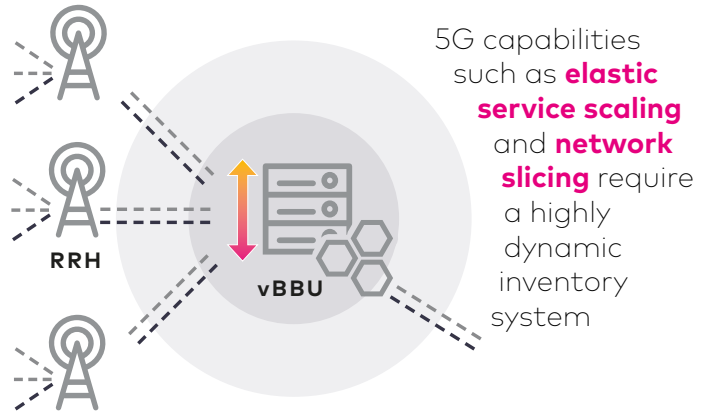 5G capabilities
such as elastic
service scaling
and network
slicing require
a highly
dynamic
inventory
system
RRH
vBBU